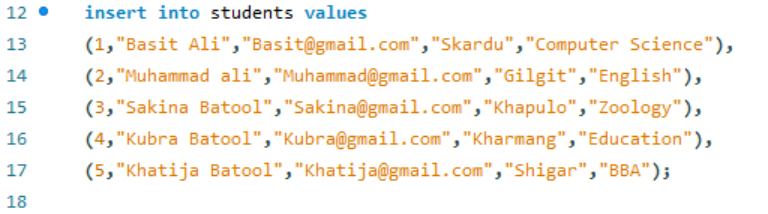 12 insert into students values
13 (1,"Basit Ali","Basit@gmail.com","Skardu","Computer Science"),
14 (2,"Muhammad ali","Muhammad@gmail.com","Gilgit","English"),
15 (3,"Sakina Batool","Sakina@gmail.com","Khapulo","Zoology"),
16 (4,"Kubra Batool","Kubra@gmail.com","Kharmang","Education"),
17 (5,"Khatija Batool","Khatija@gmail.com","Shigar","BBA");
18